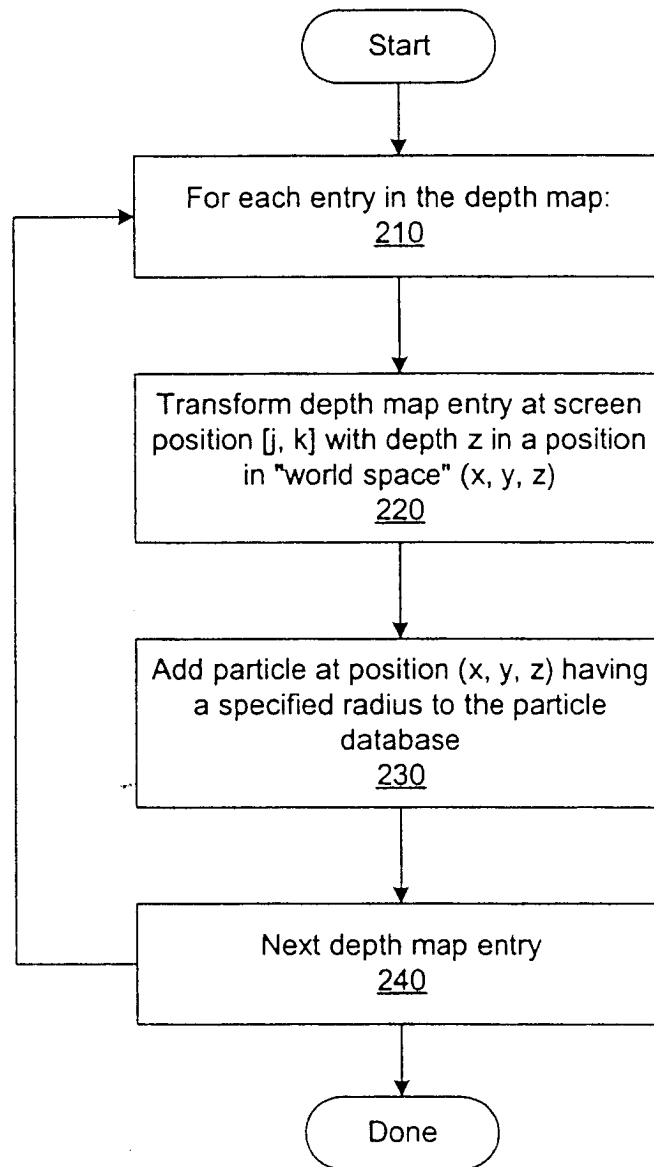 Start
For each entry in the depth map:
210
Transform depth map entry at screen
position [j, k] with depth z in a position
in "world space" (x, y, z)
220
Add particle at position (x, y, z) having
a specified radius to the particle
database
230
Next depth map entry
240
Done